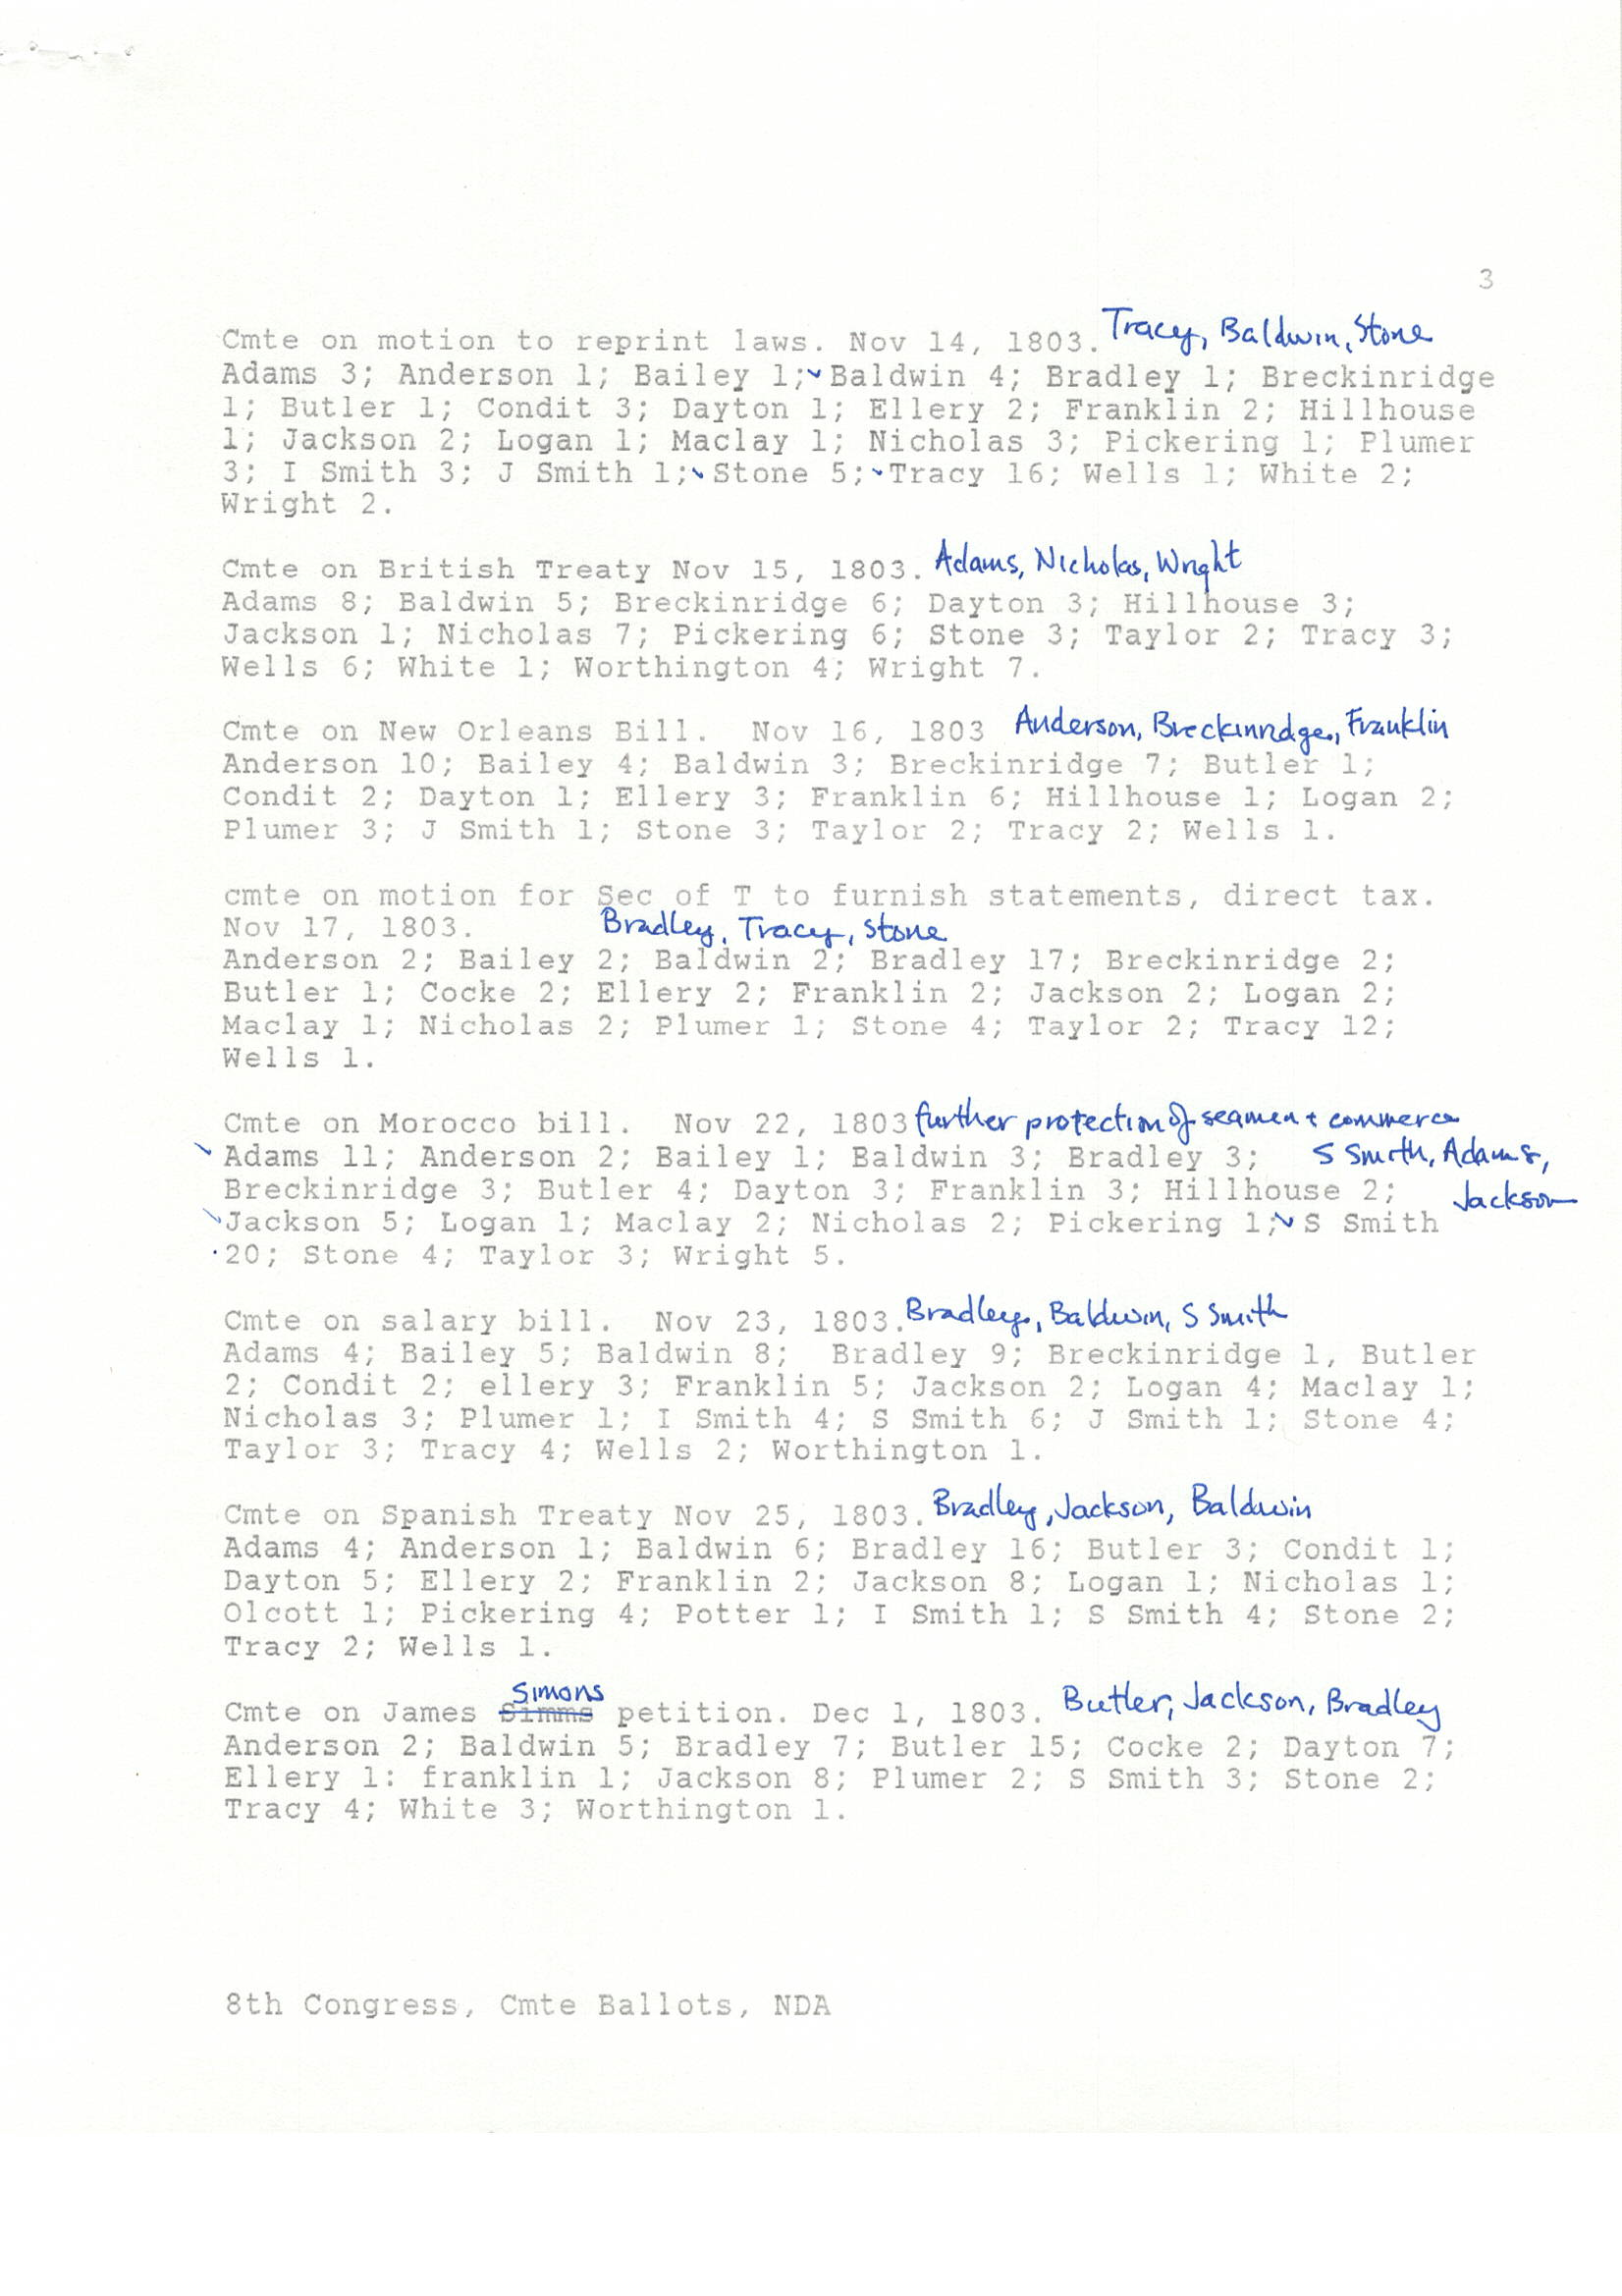 3
Cmte on motion to reprint laws. Nov 14, 1803. Tracy, Baldwin, Stone
Adams 3; Anderson 1; Bailey 1; Baldwin 4; Bradley 1; Breckinridge
1; Butler 1; Condit 3; Dayton 1; Ellery 2; Franklin 2; Hillhouse
1; Jackson 2; Logan 1; Maclay 1; Nicholas 3; Pickering 1; Plumer
3; I Smith 3; J Smith 1; Stone 5; Tracy 16; Wells 1; White 2;
Wright 2.
Cmte on British Treaty Nov 15, 1803. Adams, Nicholas, Wright
Adams 8; Baldwin 5; Breckinridge 6; Dayton 3; Hillhouse 3;
Jackson 1; Nicholas 7; Pickering 6; Stone 3; Taylor 2; Tracy 3;
Wells 6; White 1; Worthington 4; Wright 7.
Cmte on New Orleans Bill. Nov 16, 1803 Anderson, Breckinridge, Franklin
Anderson 10; Bailey 4; Baldwin 3; Breckinridge 7; Butler 1;
Condit 2; Dayton 1; Ellery 3; Franklin 6; Hillhouse 1; Logan 2;
Plumer 3; J Smith 1; Stone 3; Taylor 2; Tracy 2; Wells 1.
cmte on motion for Sec of T to furnish statements, direct tax.
Nov 17, 1803. Bradley, Tracy, Stone
Anderson 2; Bailey 2; Baldwin 2; Bradley 17; Breckinridge 2;
Butler 1; Cocke 2; Ellery 2; Franklin 2; Jackson 2; Logan 2;
Maclay 1; Nicholas 2; Plumer 1; Stone 4; Taylor 2; Tracy 12;
Wells 1.
Cmte on Morocco bill. Nov 22, 1803 further protection of seamen + commerce
Adams 11; Anderson 2; Bailey 1; Baldwin 3; Bradley 3; S Smith, Adams,
Breckinridge 3; Butler 4; Dayton 3; Franklin 3; Hillhouse 2; Jackson
Jackson 5; Logan 1; Maclay 2; Nicholas 2; Pickering 1; S Smith
20; Stone 4; Taylor 3; Wright 5.
Cmte on salary bill. Nov 23, 1803. Bradley, Baldwin, S Smith
Adams 4; Bailey 5; Baldwin 8; Bradley 9; Breckinridge 1, Butler
2; Condit 2; ellery 3; Franklin 5; Jackson 2; Logan 4; Maclay 1;
Nicholas 3; Plumer 1; I Smith 4; S Smith 6; J Smith 1; Stone 4;
Taylor 3; Tracy 4; Wells 2; Worthington 1.
Cmte on Spanish Treaty Nov 25, 1803. Bradley, Jackson, Baldwin
Adams 4; Anderson 1; Baldwin 6; Bradley 16; Butler 3; Condit 1;
Dayton 5; Ellery 2; Franklin 2; Jackson 8; Logan 1; Nicholas 1;
Olcott 1; Pickering 4; Potter 1; I Smith 1; S Smith 4; Stone 2;
Tracy 2; Wells 1.
Simons
Cmte on James Simms petition. Dec 1, 1803. Butler, Jackson, Bradley
Anderson 2; Baldwin 5; Bradley 7; Butler 15; Cocke 2; Dayton 7;
Ellery 1: franklin 1; Jackson 8; Plumer 2; S Smith 3; Stone 2;
Tracy 4; White 3; Worthington 1.
8th Congress, Cmte Ballots, NDA